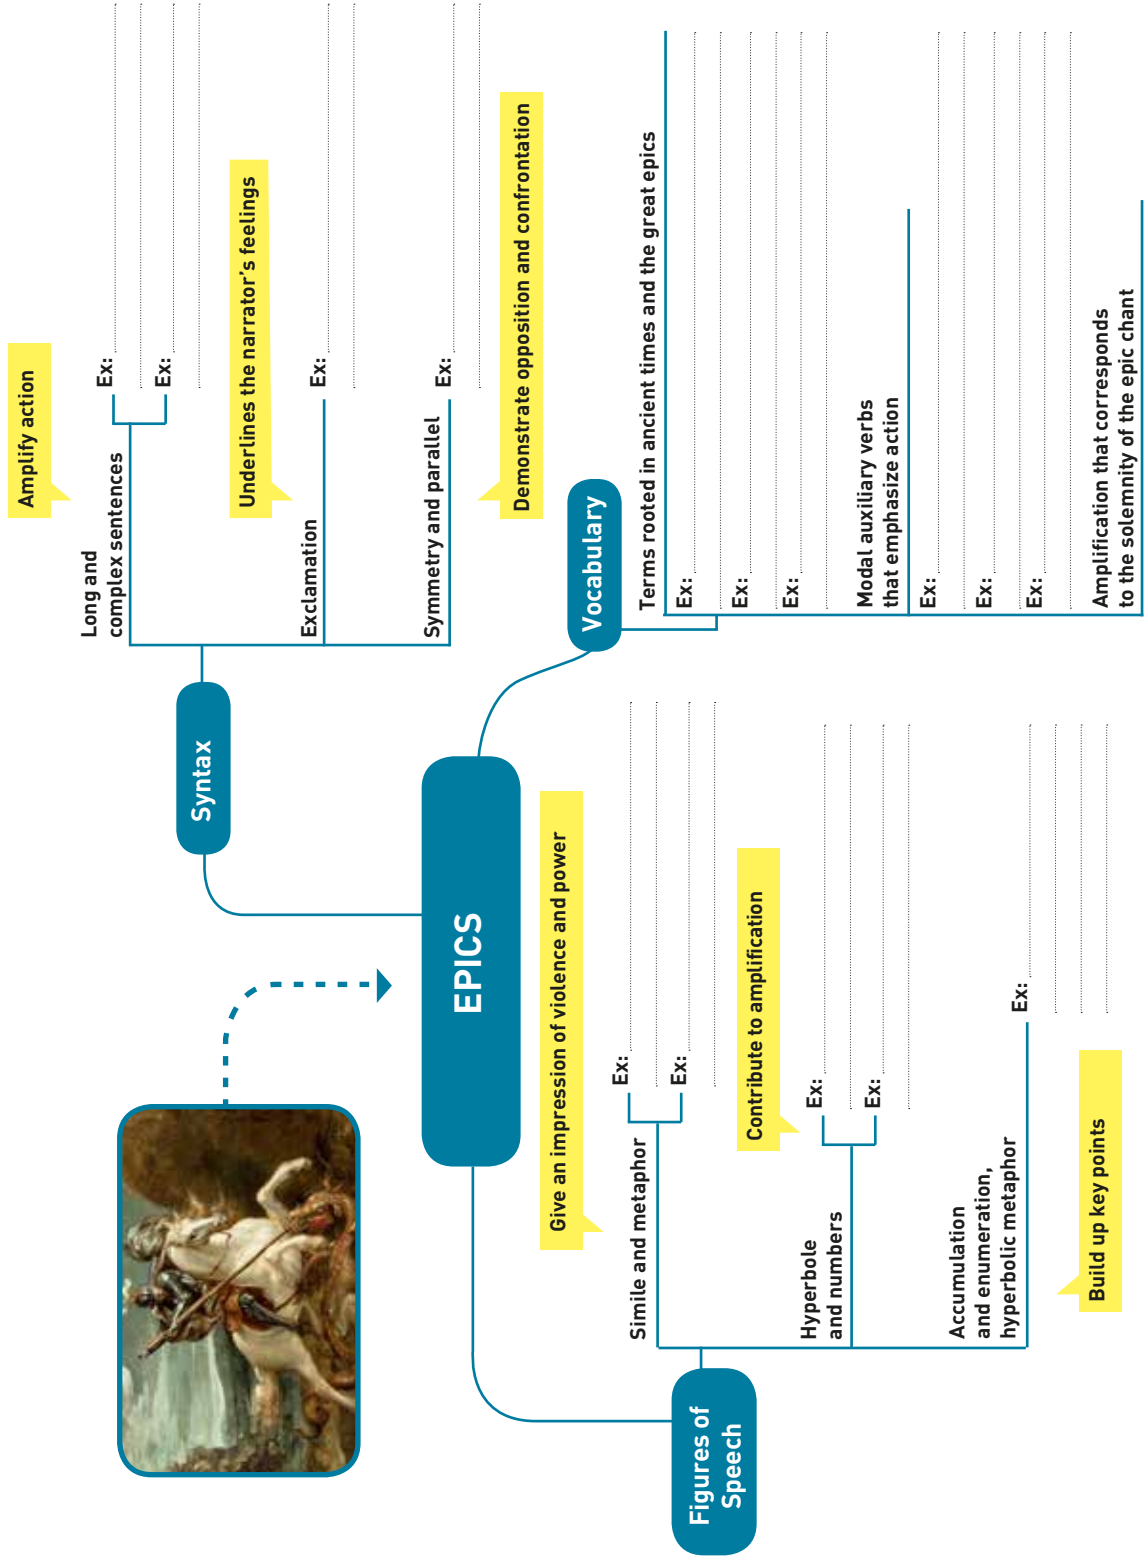 EPICS
Syntax
Amplify action
Long and
complex sentences
Ex:
Ex:
Underlines the narrator's feelings
Exclamation
Ex:
Symmetry and parallel
Ex:
Demonstrate opposition and confrontation
Vocabulary
Terms rooted in ancient times and the great epics
Ex:
Ex:
Ex:
Modal auxiliary verbs
that emphasize action
Ex:
Ex:
Ex:
Amplification that corresponds
to the solemnity of the epic chant
Figures of
Speech
Give an impression of violence and power
Simile and metaphor
Ex:
Ex:
Contribute to amplification
Hyperbole
and numbers
Ex:
Ex:
Accumulation
and enumeration,
hyperbolic metaphor
Ex:
Build up key points